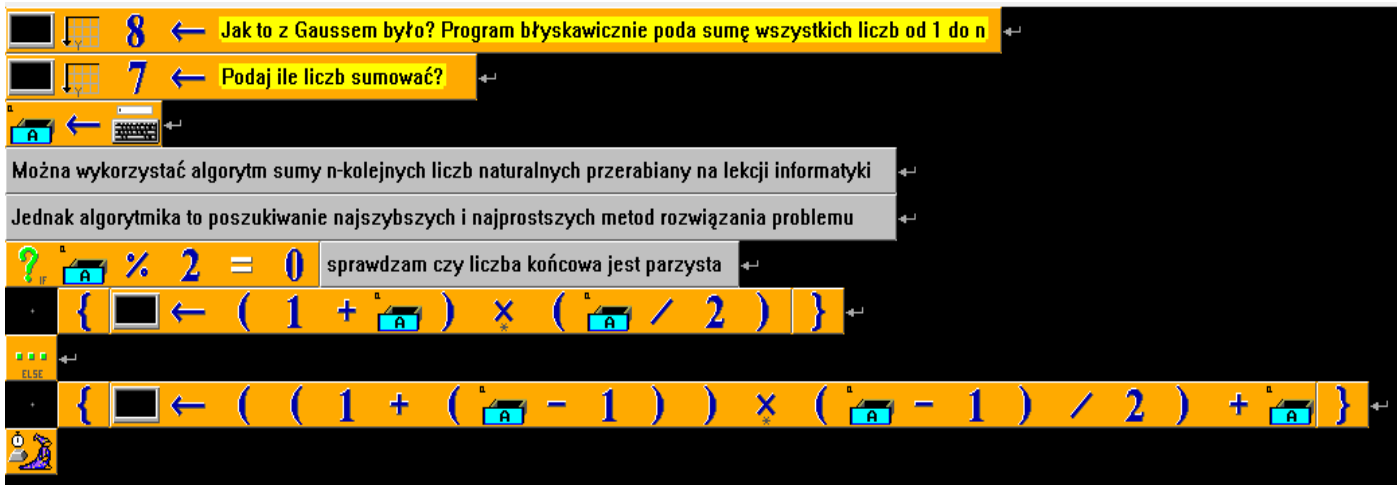 Y 8 ← Jak to z Gaussem było? Program błyskawicznie poda sumę wszystkich liczb od 1 do n
Y 7 ← Podaj ile liczb sumować?
A ←
Można wykorzystać algorytm sumy n-kolejnych liczb naturalnych przerabiany na lekcji informatyki
Jednak algorytmika to poszukiwanie najszybszych i najprostszych metod rozwiązania problemu
? IF A % 2 = 0 sprawdzam czy liczba końcowa jest parzysta
{ ← ( 1 + A ) × ( A / 2 ) }
... ELSE
{ ← ( ( 1 + ( A - 1 ) ) × ( A - 1 ) / 2 ) + A }